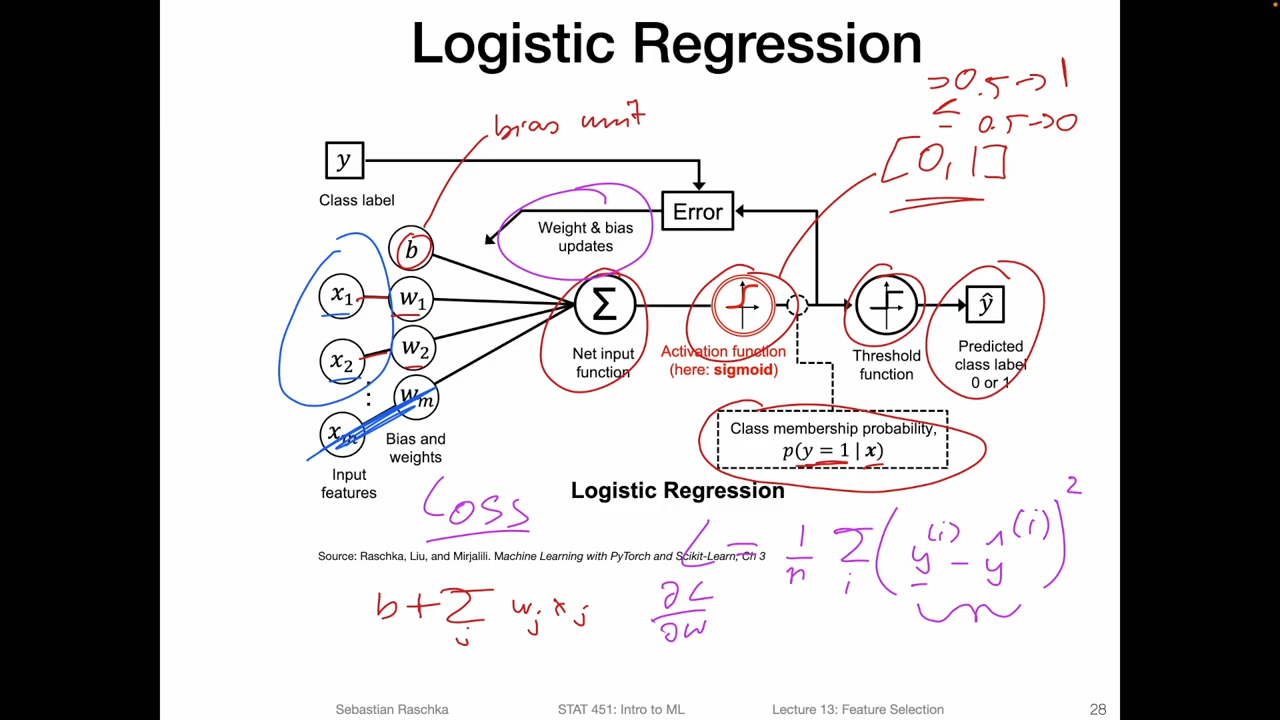 Logistic Regression
>0.5→1
≤ 0.5→0
[0, 1]
bias unit
y
Class label
Error
Weight & bias
updates
b
x1
w1
x2
w2
⋮
wm
xm
Σ
ŷ
Net input
function
Activation function
(here: sigmoid)
Threshold
function
Predicted
class label
0 or 1
Bias and
weights
Input
features
Class membership probability,
p(y = 1 | x)
Logistic Regression
Loss
L = 1/n Σi (y(i) - ŷ(i))²
Source: Raschka, Liu, and Mirjalili. Machine Learning with PyTorch and Scikit-Learn, Ch 3
b + Σj wj xj
∂L/∂w
Sebastian Raschka STAT 451: Intro to ML Lecture 13: Feature Selection 28